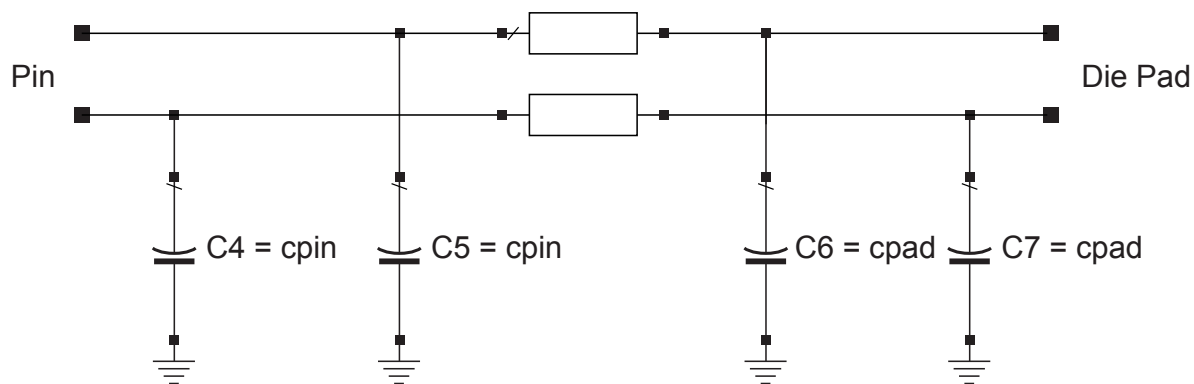 Pin
Die Pad
C4 = cpin
C5 = cpin
C6 = cpad
C7 = cpad